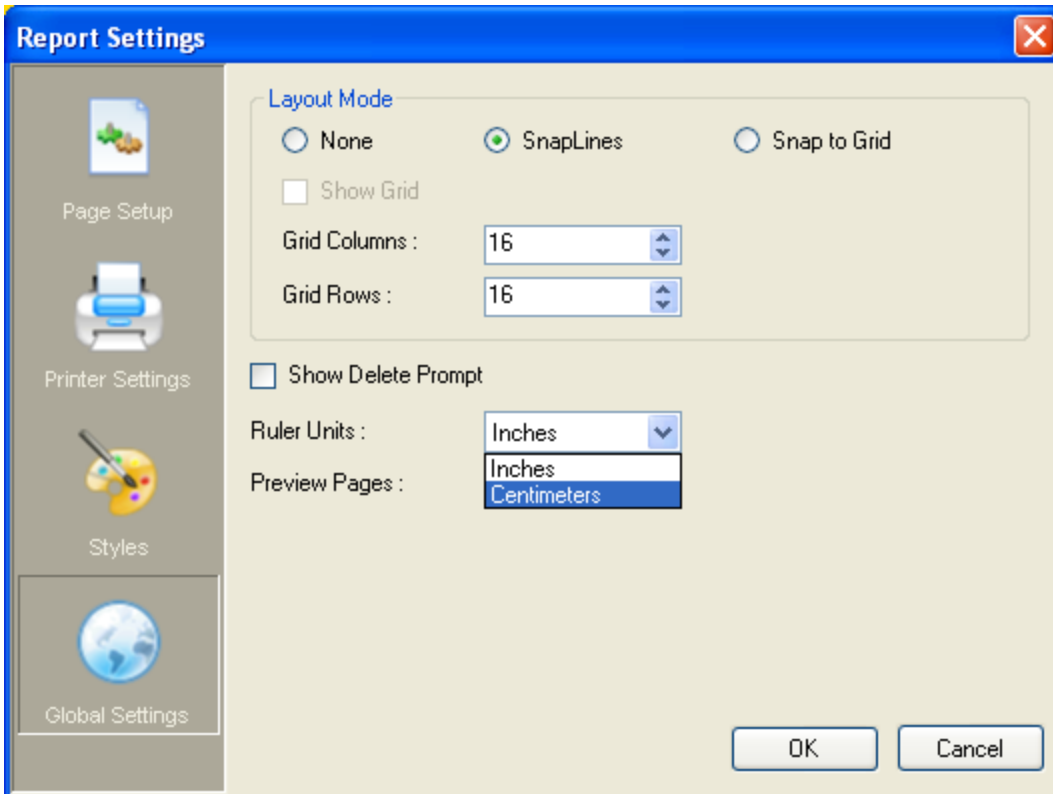 Report Settings
Page Setup
Printer Settings
Styles
Global Settings
Layout Mode
None
SnapLines
Snap to Grid
Show Grid
Grid Columns :
16
Grid Rows :
16
Show Delete Prompt
Ruler Units :
Inches
Inches
Centimeters
Preview Pages :
OK
Cancel